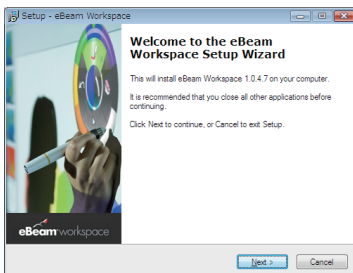 Setup - eBeam Workspace
Welcome to the eBeam
Workspace Setup Wizard
This will install eBeam Workspace 1.0.4.7 on your computer.
It is recommended that you close all other applications before
continuing.
Click Next to continue, or Cancel to exit Setup.
eBeam workspace
Next >
Cancel